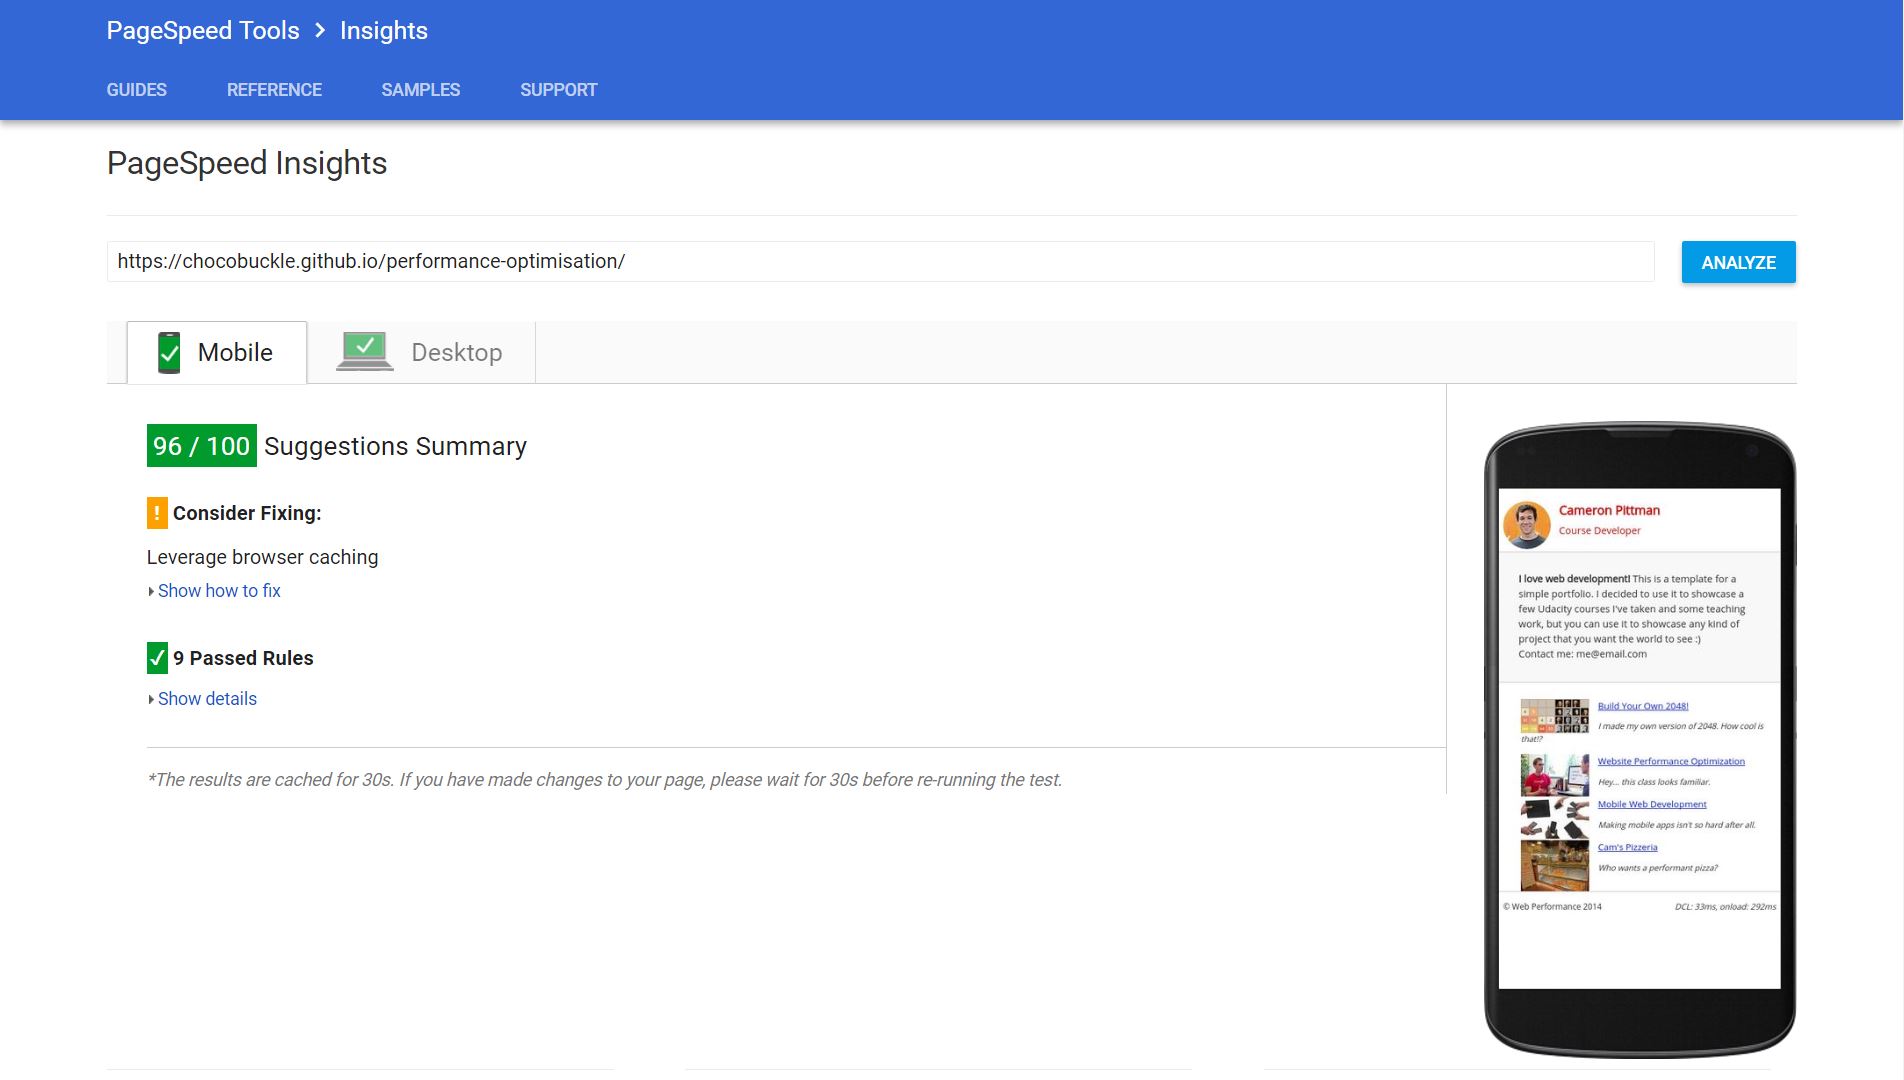 PageSpeed Tools > Insights
GUIDES REFERENCE SAMPLES SUPPORT
PageSpeed Insights
https://chocobuckle.github.io/performance-optimisation/
ANALYZE
Mobile
Desktop
96 / 100 Suggestions Summary
! Consider Fixing:
Leverage browser caching
Show how to fix
9 Passed Rules
Show details
*The results are cached for 30s. If you have made changes to your page, please wait for 30s before re-running the test.
Cameron Pittman
Course Developer
I love web development! This is a template for a
simple portfolio. I decided to use it to showcase a
few Udacity courses I've taken and some teaching
work, but you can use it to showcase any kind of
project that you want the world to see :)
Contact me: me@email.com
Build Your Own 2048!
I made my own version of 2048. How cool is
that!?
Website Performance Optimization
Hey... this class looks familiar.
Mobile Web Development
Making mobile apps isn't so hard after all.
Cam's Pizzeria
Who wants a performant pizza?
© Web Performance 2014
DCL: 33ms, onload: 292ms